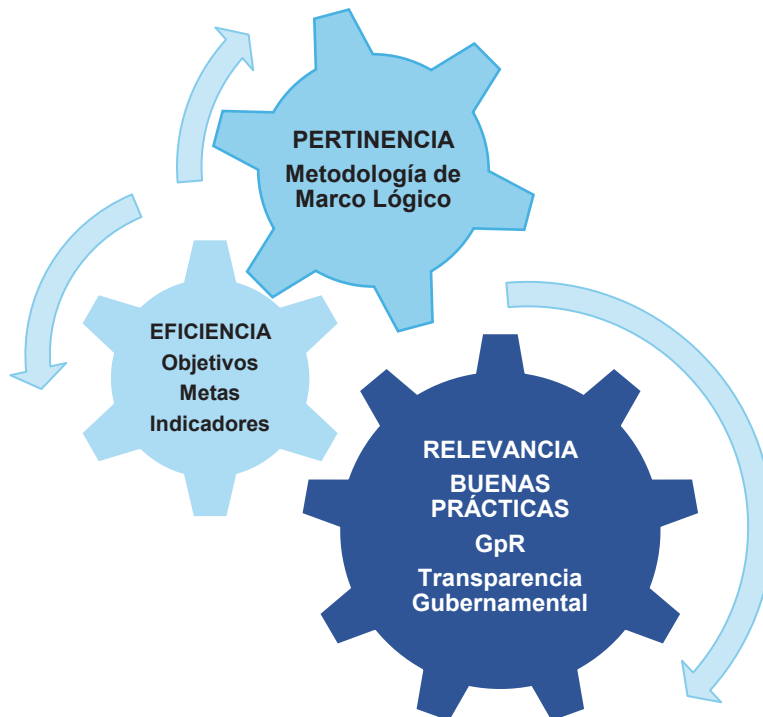 PERTINENCIA
Metodología de
Marco Lógico
EFICIENCIA
Objetivos
Metas
Indicadores
RELEVANCIA
BUENAS
PRÁCTICAS
GpR
Transparencia
Gubernamental